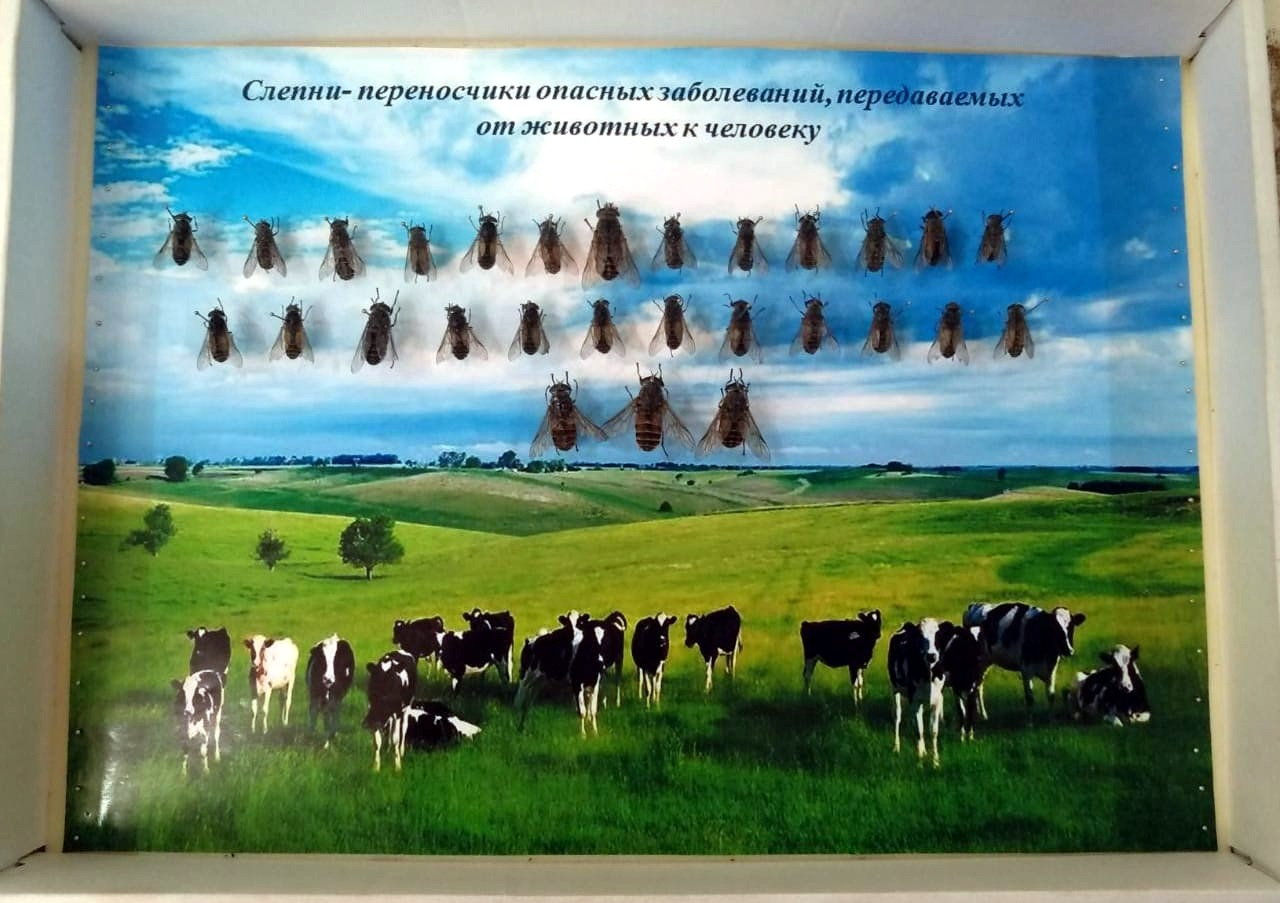 Слепни- переносчики опасных заболеваний, передаваемых
от животных к человеку